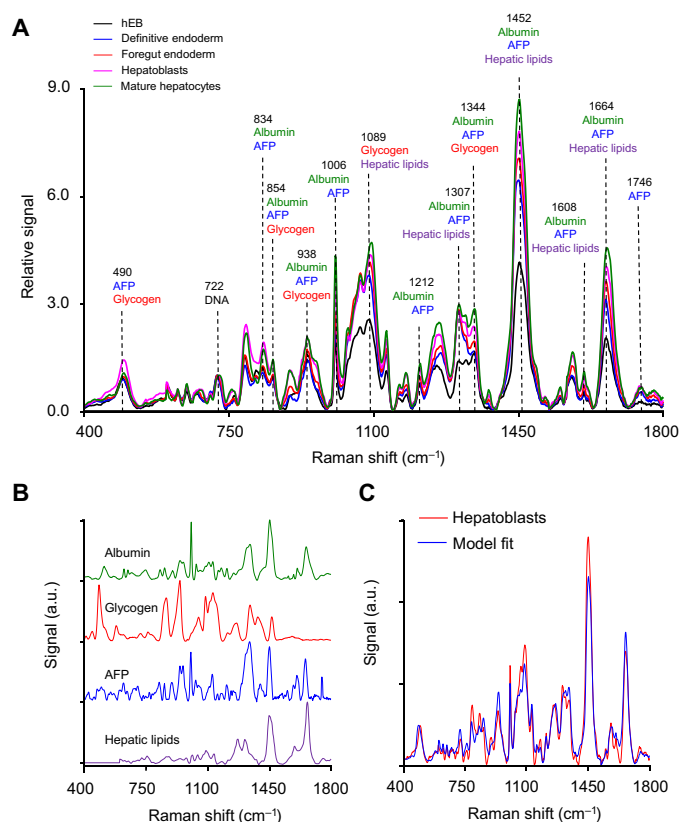 A
hEB
Definitive endoderm
Foregut endoderm
Hepatoblasts
Mature hepatocytes
Relative signal
9.0
6.0
3.0
0.0
490
AFP
Glycogen
722
DNA
834
Albumin
AFP
854
Albumin
AFP
Glycogen
938
Albumin
AFP
Glycogen
1006
Albumin
AFP
1089
Glycogen
Hepatic lipids
1212
Albumin
AFP
1307
Albumin
AFP
Hepatic lipids
1344
Albumin
AFP
Glycogen
1452
Albumin
AFP
Hepatic lipids
1608
Albumin
AFP
Hepatic lipids
1664
Albumin
AFP
Hepatic lipids
1746
AFP
400 750 1100 1450 1800
Raman shift (cm⁻¹)
B
Signal (a.u.)
Albumin
Glycogen
AFP
Hepatic lipids
400 750 1100 1450 1800
Raman shift (cm⁻¹)
C
Hepatoblasts
Model fit
Signal (a.u.)
400 750 1100 1450 1800
Raman shift (cm⁻¹)